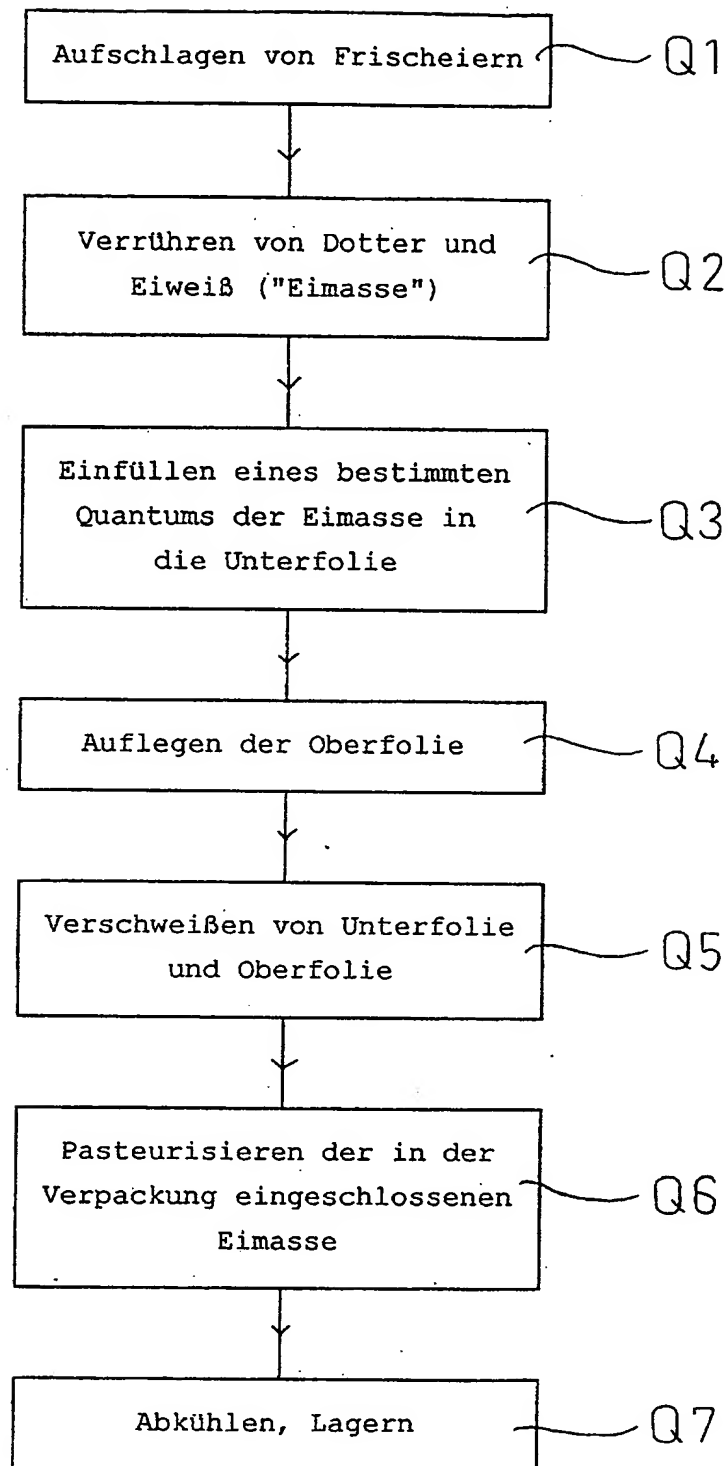 Aufschlagen von Frischeiern Q1
Verrühren von Dotter und
Eiweiß ("Eimasse") Q2
Einfüllen eines bestimmten
Quantums der Eimasse in Q3
die Unterfolie
Auflegen der Oberfolie Q4
Verschweißen von Unterfolie
und Oberfolie Q5
Pasteurisieren der in der
Verpackung eingeschlossenen Q6
Eimasse
Abkühlen, Lagern Q7